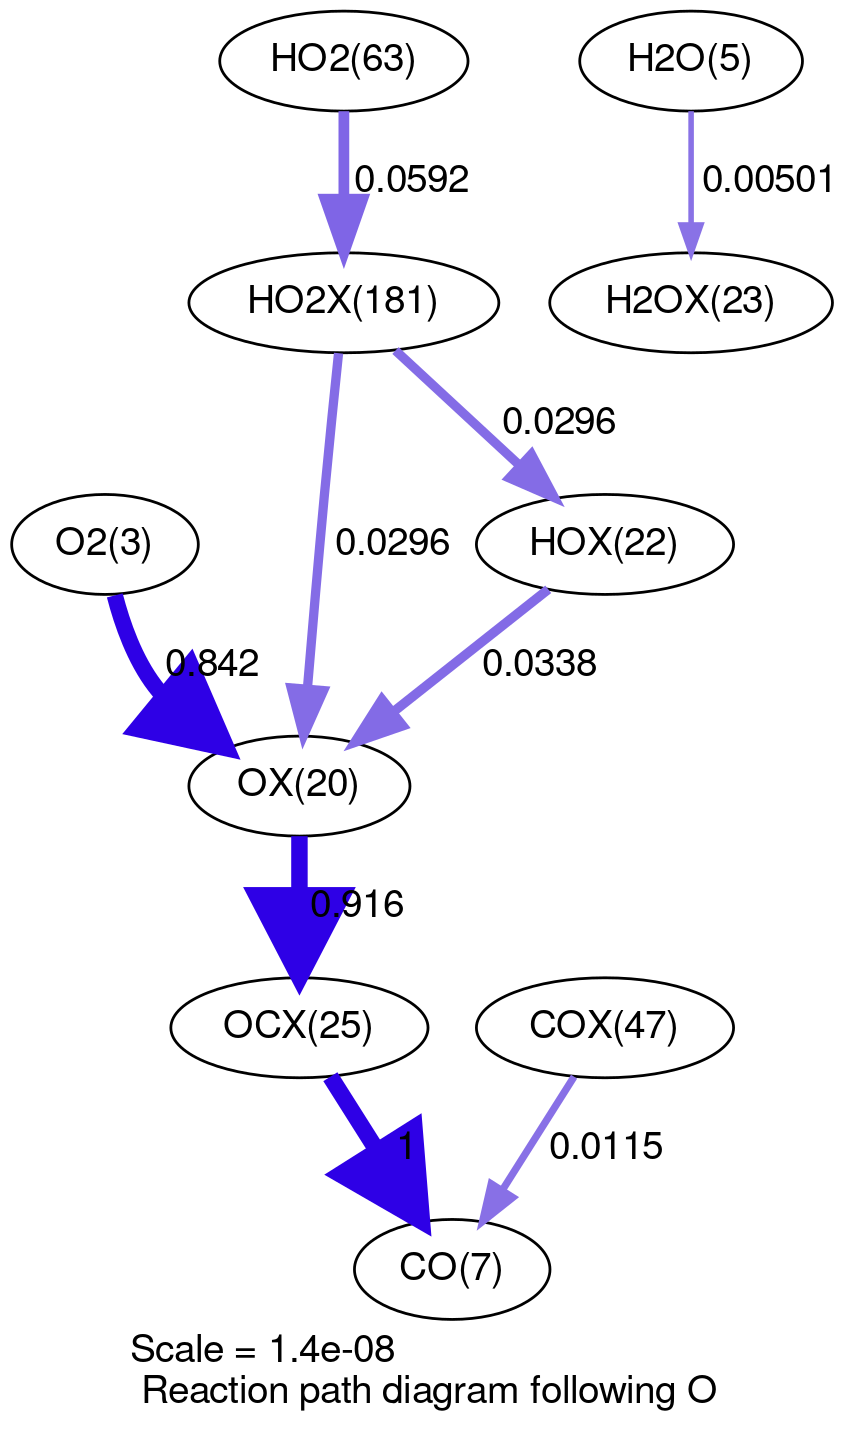 HO2(63)
H2O(5)
0.0592
0.00501
HO2X(181)
H2OX(23)
0.0296
O2(3)
0.0296
HOX(22)
0.842
0.0338
OX(20)
0.916
OCX(25)
COX(47)
1
0.0115
CO(7)
Scale = 1.4e-08
Reaction path diagram following O